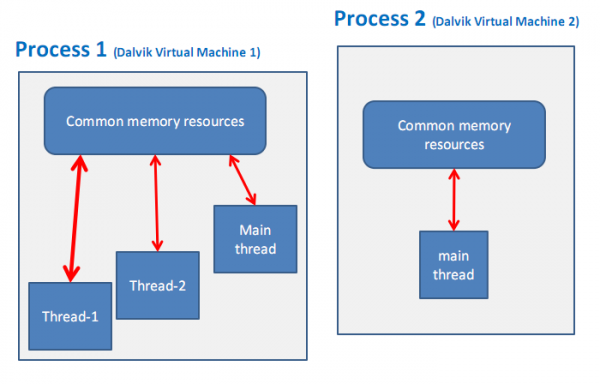 Process 1 (Dalvik Virtual Machine 1)
Common memory resources
Main
thread
Thread-2
Thread-1
Process 2 (Dalvik Virtual Machine 2)
Common memory
resources
main
thread